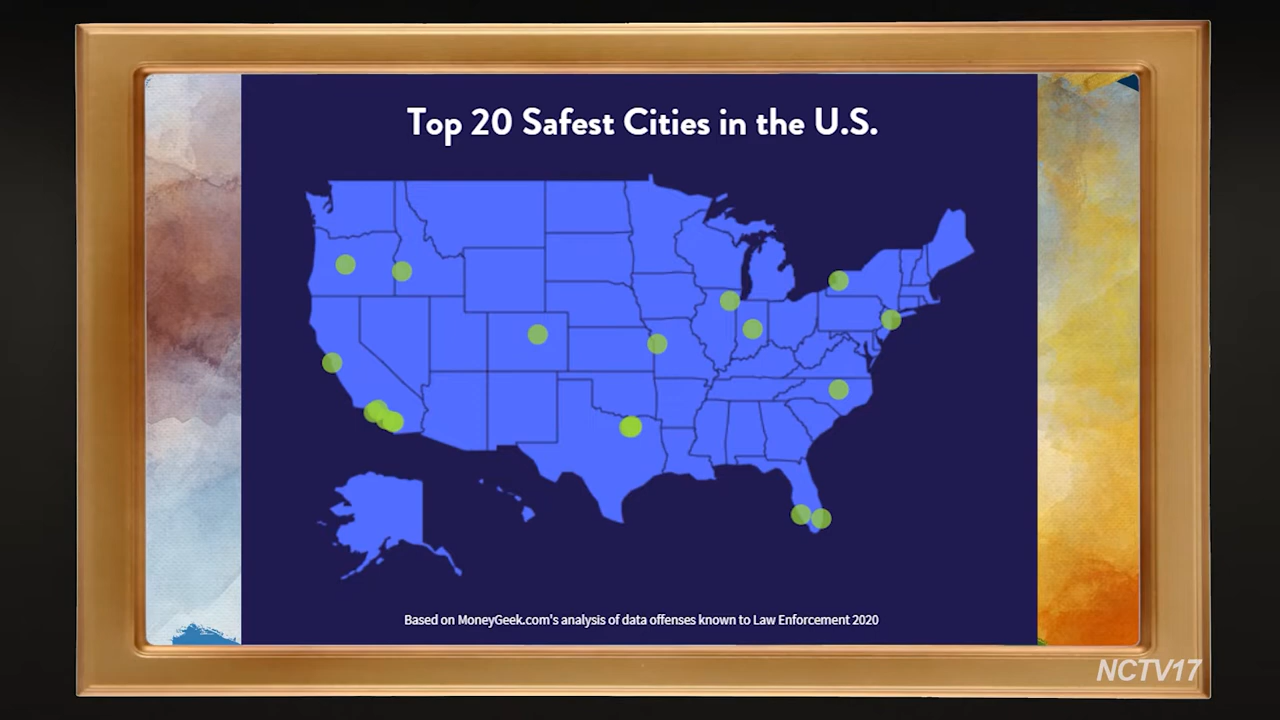 Top 20 Safest Cities in the U.S.
Based on MoneyGeek.com's analysis of data offenses known to Law Enforcement 2020
NCTV17